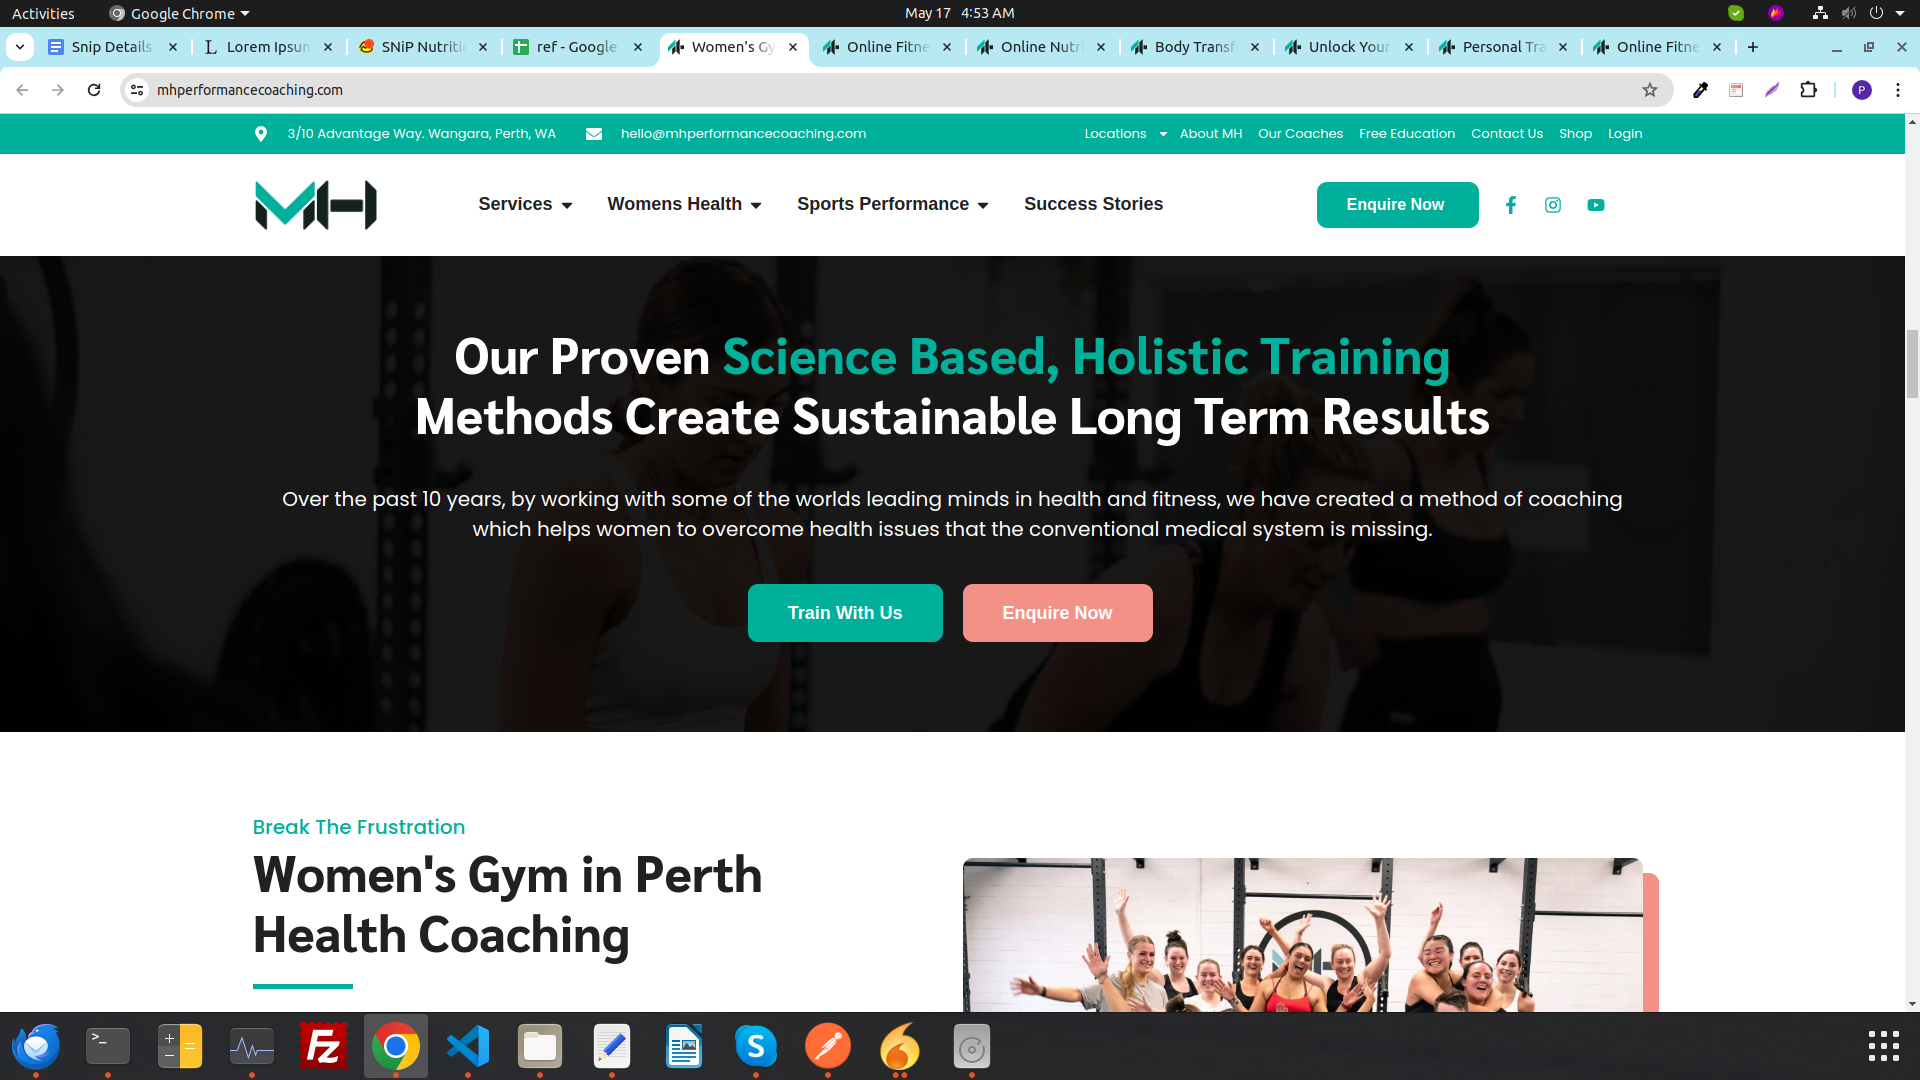 Activities
Google Chrome
May 17 4:53 AM
Snip Details
Lorem Ipsum
SNiP Nutriti
ref - Google
Women's Gy
Online Fitne
Online Nutri
Body Transf
Unlock Your
Personal Tra
Online Fitne
mhperformancecoaching.com
P
3/10 Advantage Way. Wangara, Perth, WA
hello@mhperformancecoaching.com
Locations
About MH
Our Coaches
Free Education
Contact Us
Shop
Login
MH
Services
Womens Health
Sports Performance
Success Stories
Enquire Now
Our Proven Science Based, Holistic Training
Methods Create Sustainable Long Term Results
Over the past 10 years, by working with some of the worlds leading minds in health and fitness, we have created a method of coaching
which helps women to overcome health issues that the conventional medical system is missing.
Train With Us
Enquire Now
Break The Frustration
Women's Gym in Perth
Health Coaching